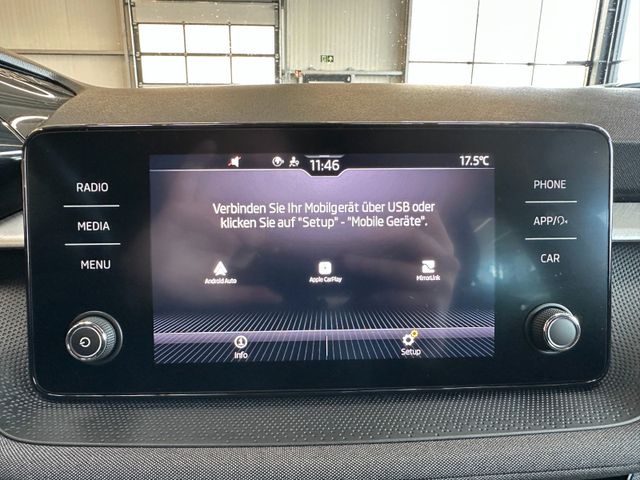 11:46
17.5°C
RADIO
MEDIA
MENU
Verbinden Sie Ihr Mobilgerät über USB oder
klicken Sie auf "Setup" - "Mobile Geräte".
Android Auto
Apple CarPlay
MirrorLink
Info
Setup
PHONE
APP/
CAR